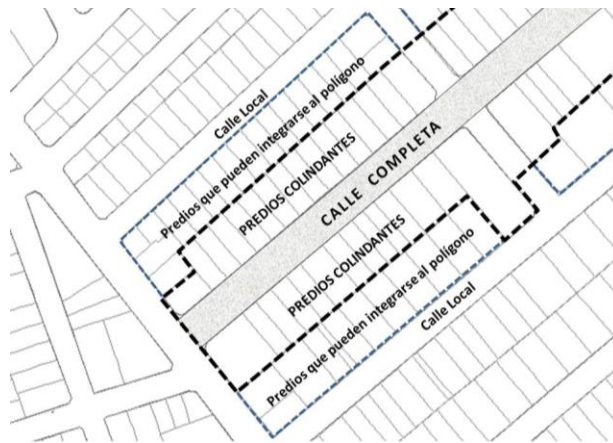 Calle Local
Predios que pueden integrarse al polígono
PREDIOS COLINDANTES
CALLE COMPLETA
PREDIOS COLINDANTES
Predios que pueden integrarse al polígono
Calle Local